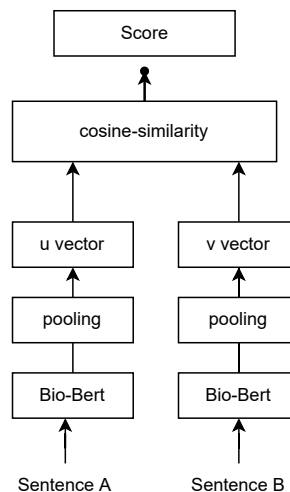 Score
cosine-similarity
u vector
v vector
pooling
pooling
Bio-Bert
Bio-Bert
Sentence A
Sentence B